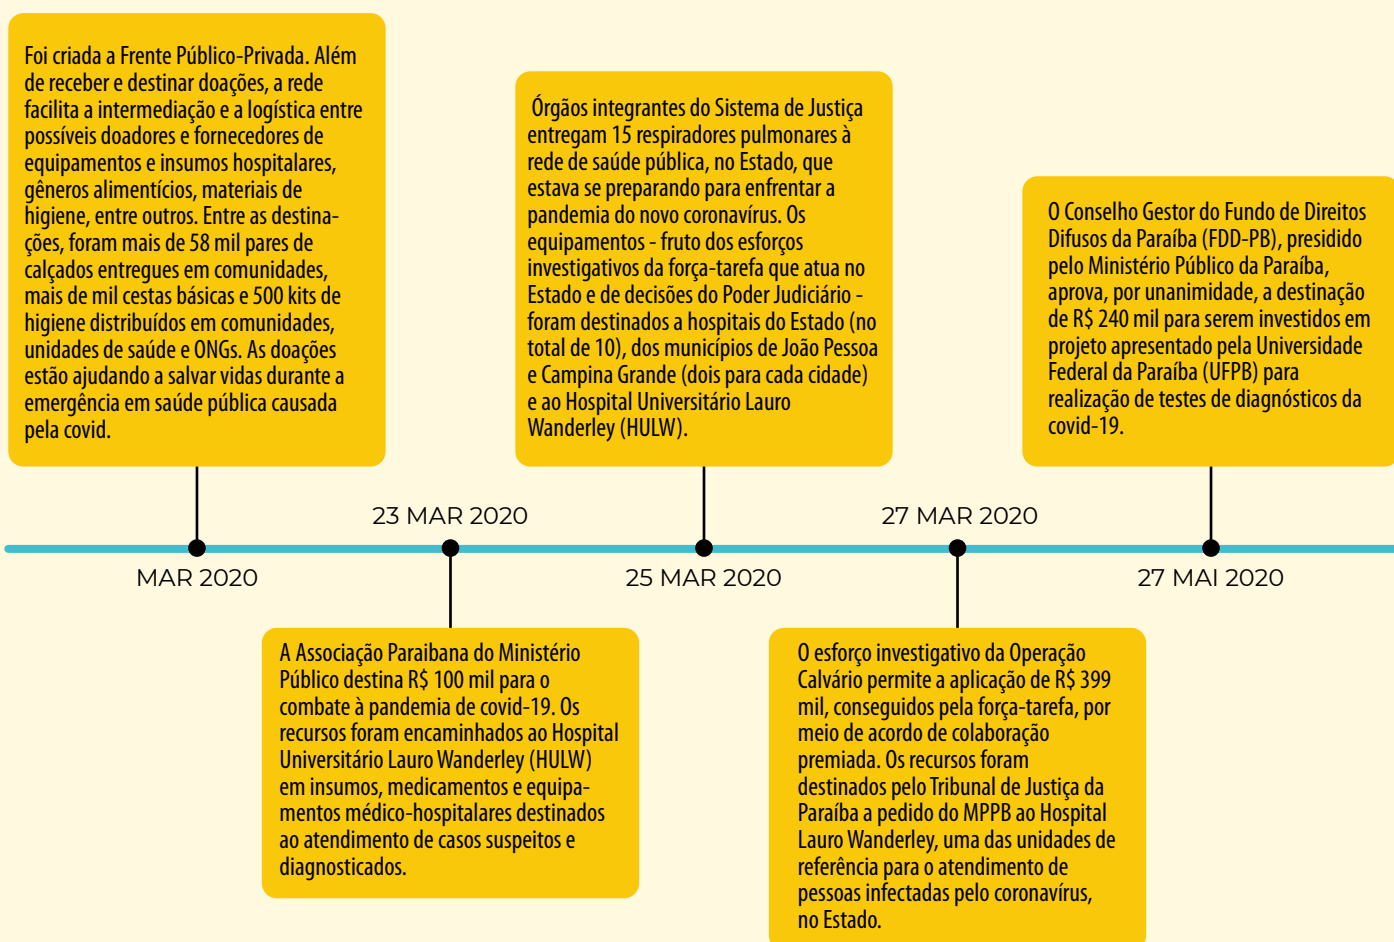 Foi criada a Frente Público-Privada. Além
de receber e destinar doações, a rede
facilita a intermediação e a logística entre
possíveis doadores e fornecedores de
equipamentos e insumos hospitalares,
gêneros alimentícios, materiais de
higiene, entre outros. Entre as destina-
ções, foram mais de 58 mil pares de
calçados entregues em comunidades,
mais de mil cestas básicas e 500 kits de
higiene distribuídos em comunidades,
unidades de saúde e ONGs. As doações
estão ajudando a salvar vidas durante a
emergência em saúde pública causada
pela covid.
MAR 2020
23 MAR 2020
A Associação Paraibana do Ministério
Público destina R$ 100 mil para o
combate à pandemia de covid-19. Os
recursos foram encaminhados ao Hospital
Universitário Lauro Wanderley (HULW)
em insumos, medicamentos e equipa-
mentos médico-hospitalares destinados
ao atendimento de casos suspeitos e
diagnosticados.
Órgãos integrantes do Sistema de Justiça
entregam 15 respiradores pulmonares à
rede de saúde pública, no Estado, que
estava se preparando para enfrentar a
pandemia do novo coronavírus. Os
equipamentos - fruto dos esforços
investigativos da força-tarefa que atua no
Estado e de decisões do Poder Judiciário -
foram destinados a hospitais do Estado (no
total de 10), dos municípios de João Pessoa
e Campina Grande (dois para cada cidade)
e ao Hospital Universitário Lauro
Wanderley (HULW).
25 MAR 2020
27 MAR 2020
O esforço investigativo da Operação
Calvário permite a aplicação de R$ 399
mil, conseguidos pela força-tarefa, por
meio de acordo de colaboração
premiada. Os recursos foram
destinados pelo Tribunal de Justiça da
Paraíba a pedido do MPPB ao Hospital
Lauro Wanderley, uma das unidades de
referência para o atendimento de
pessoas infectadas pelo coronavírus,
no Estado.
O Conselho Gestor do Fundo de Direitos
Difusos da Paraíba (FDD-PB), presidido
pelo Ministério Público da Paraíba,
aprova, por unanimidade, a destinação
de R$ 240 mil para serem investidos em
projeto apresentado pela Universidade
Federal da Paraíba (UFPB) para
realização de testes de diagnósticos da
covid-19.
27 MAI 2020